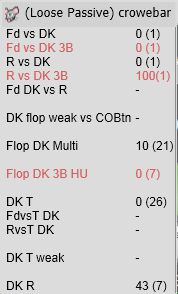 (Loose Passive) crowebar
Fd vs DK 0 (1)
Fd vs DK 3B 0 (1)
R vs DK 0 (1)
R vs DK 3B 100(1)
Fd DK vs R -
DK flop weak vs COBtn -
Flop DK Multi 10 (21)
Flop DK 3B HU 0 (7)
DK T 0 (26)
FdvsT DK -
RvsT DK -
DK T weak -
DK R 43 (7)